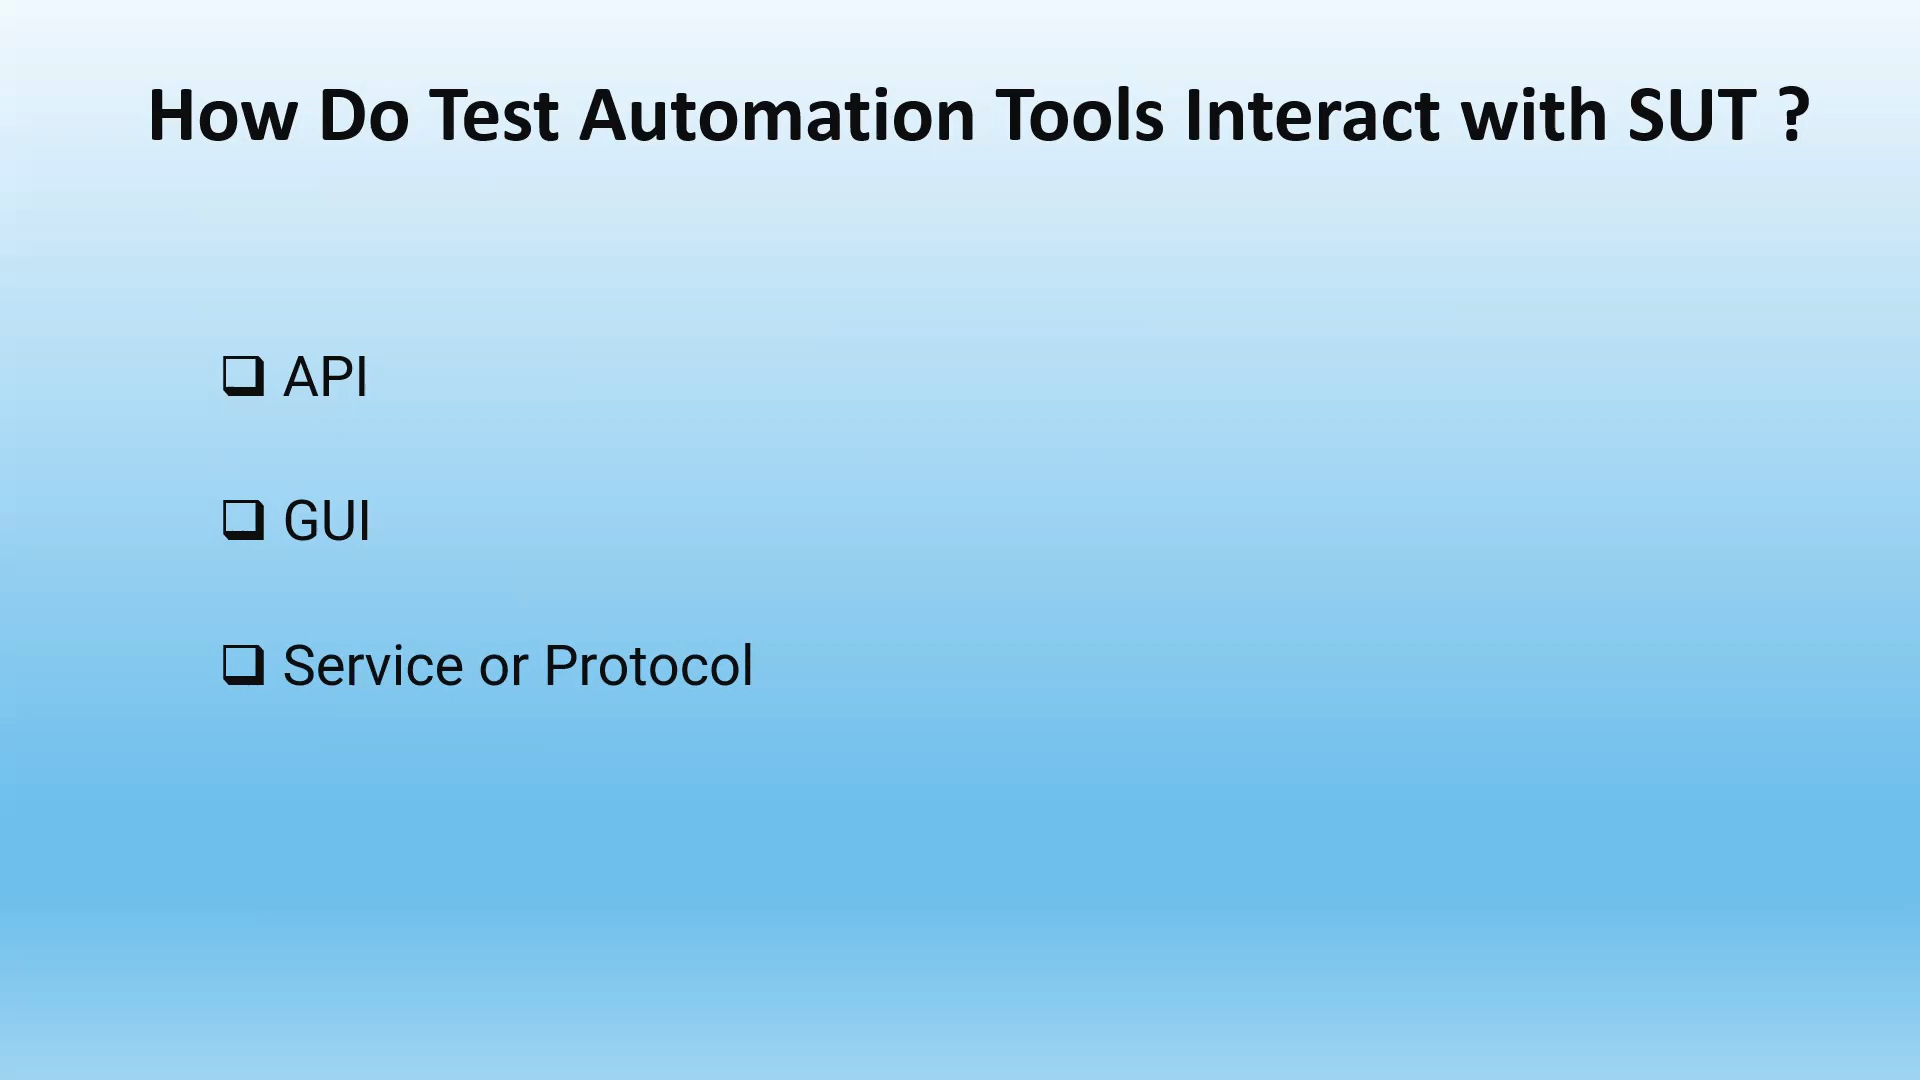 How Do Test Automation Tools Interact with SUT ?
❑ API
❑ GUI
❑ Service or Protocol